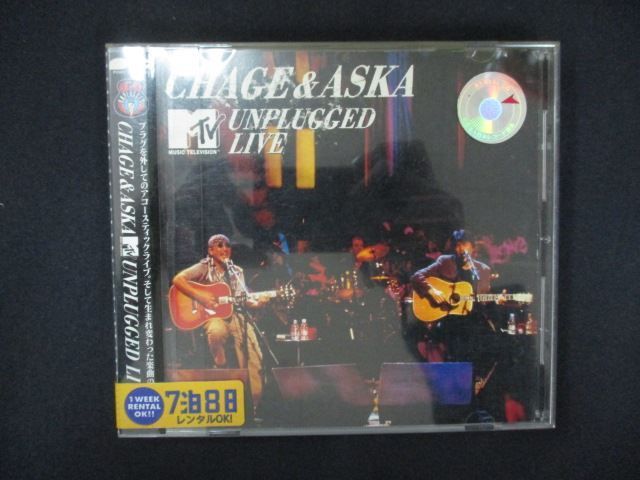 CHAGE & ASKA
MTV
MUSIC TELEVISION
UNPLUGGED
LIVE
プラグを外してのアコースティックライブ。そして生まれ変わった楽曲の
CHAGE & ASKA MTV UNPLUGGED LI
1 WEEK
RENTAL
OK!!
7泊8日
レンタルOK!